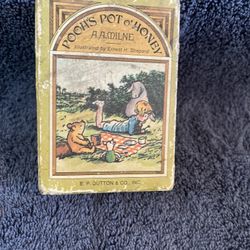 POOH'S POT O' HONEY
A.A.MILNE
Illustrated by Ernest H. Shepard
E. P. DUTTON & CO., INC.